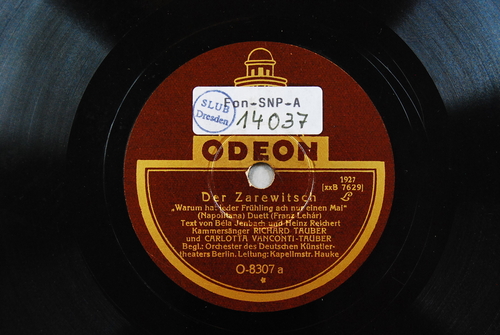 SLUB
Dresden
Fon-SNP-A
14037
ODEON
Der Zarewitsch
1927
[xxB 7629]
"Warum hat jeder Frühling ach nur einen Mai"
(Napolitana) Duett (Franz Lehár)
Text von Béla Jenbach und Heinz Reichert
Kammersänger RICHARD TAUBER
und CARLOTTA VANCONTI-TAUBER
Begl.: Orchester des Deutschen Künstler-
theaters Berlin. Leitung: Kapellmstr. Hauke
O-8307 a